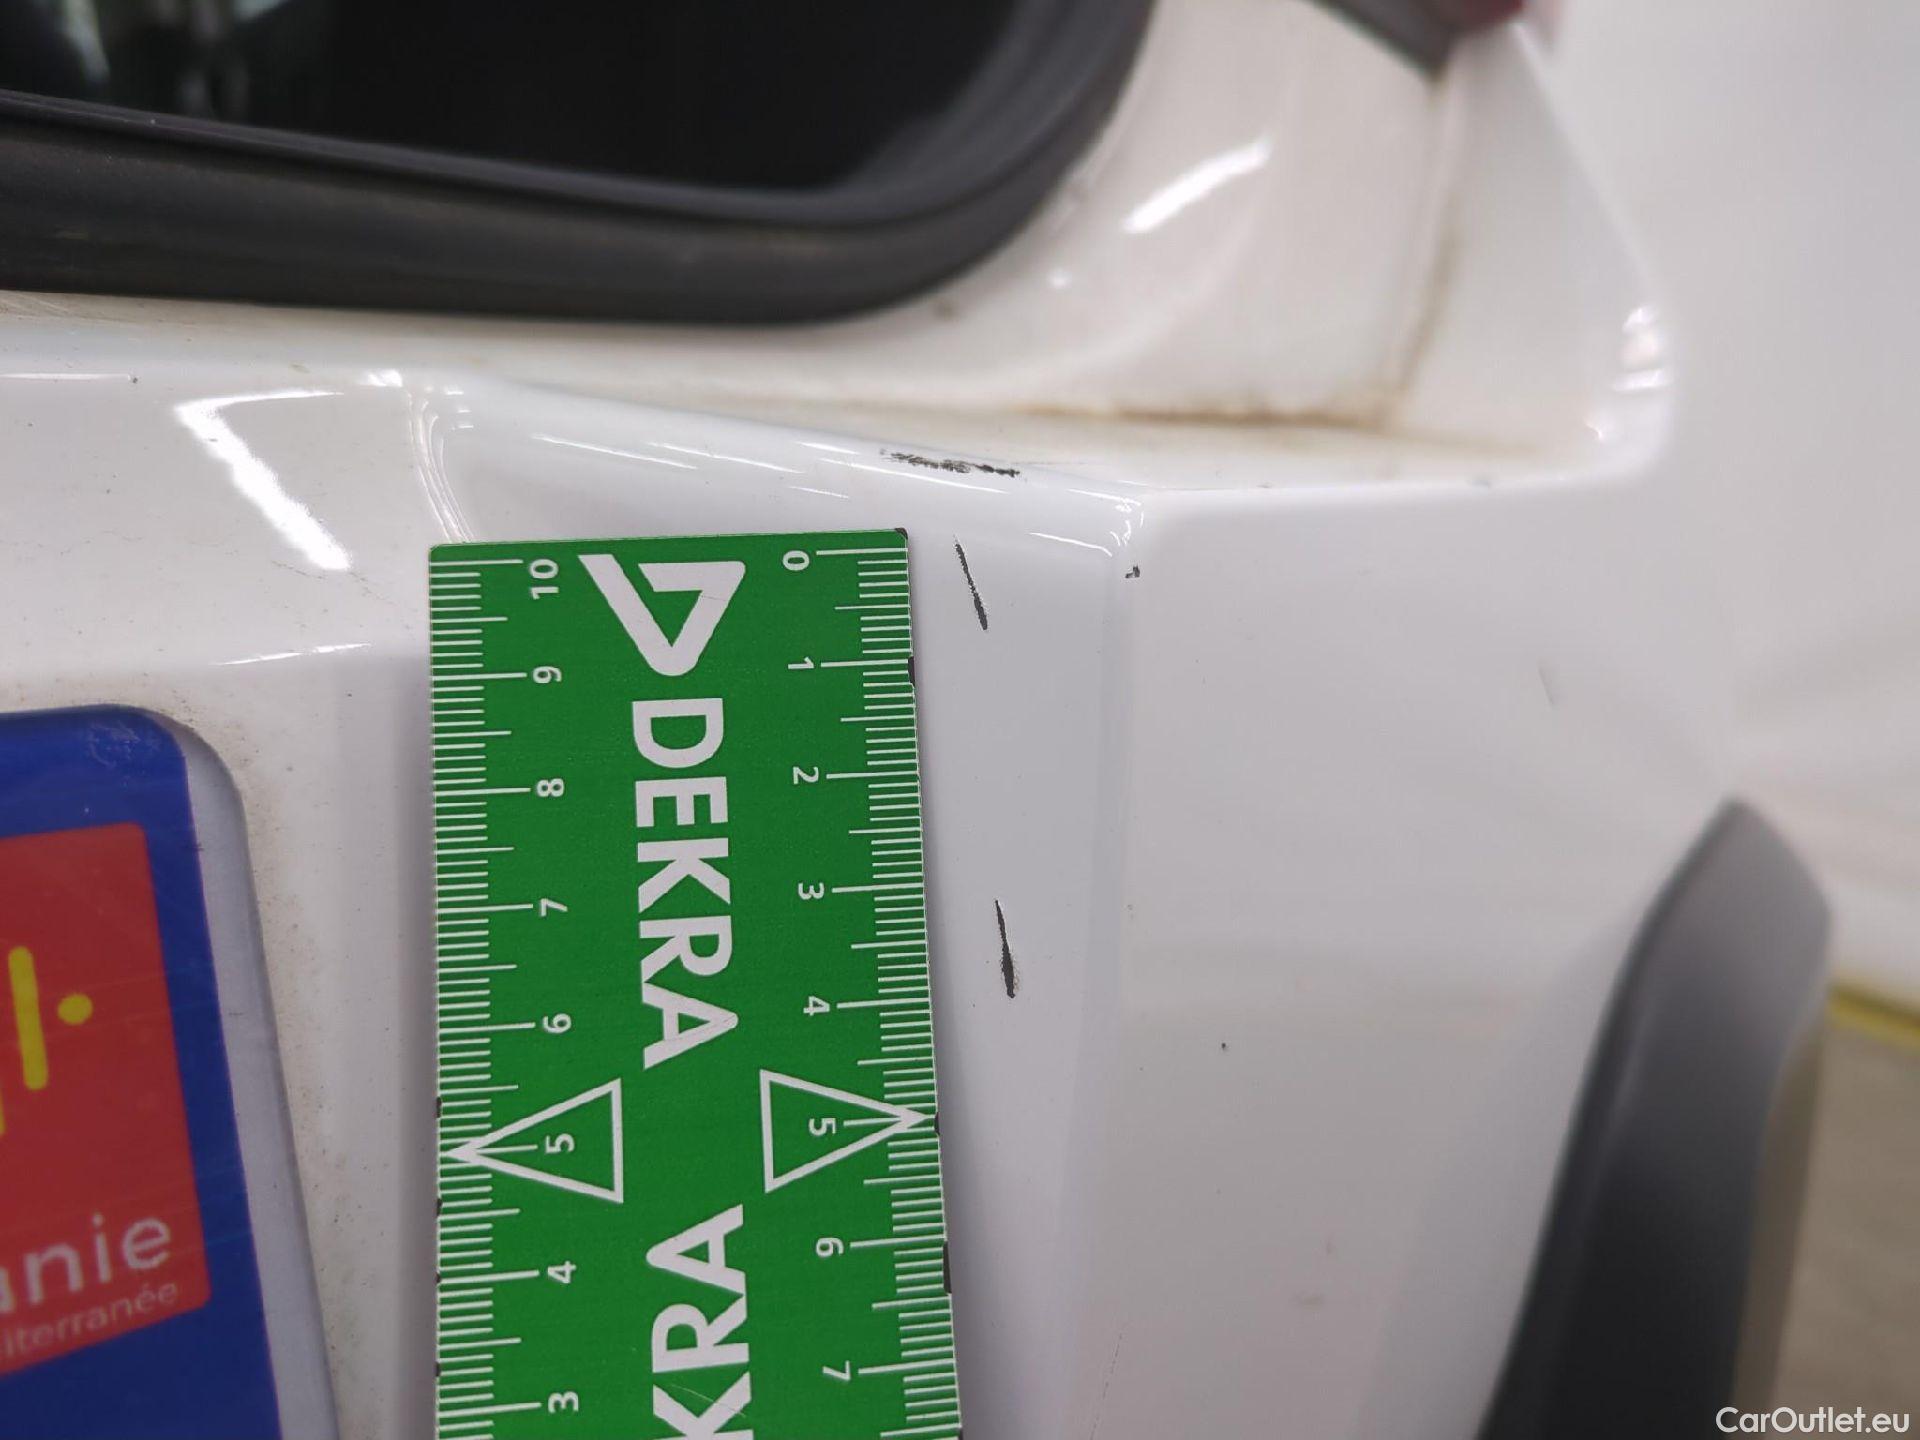 10 9 8 7 6 5 4 3
DEKRA
KRA
0 1 2 3 4 5 6 7
anie
iterranée
CarOutlet.eu